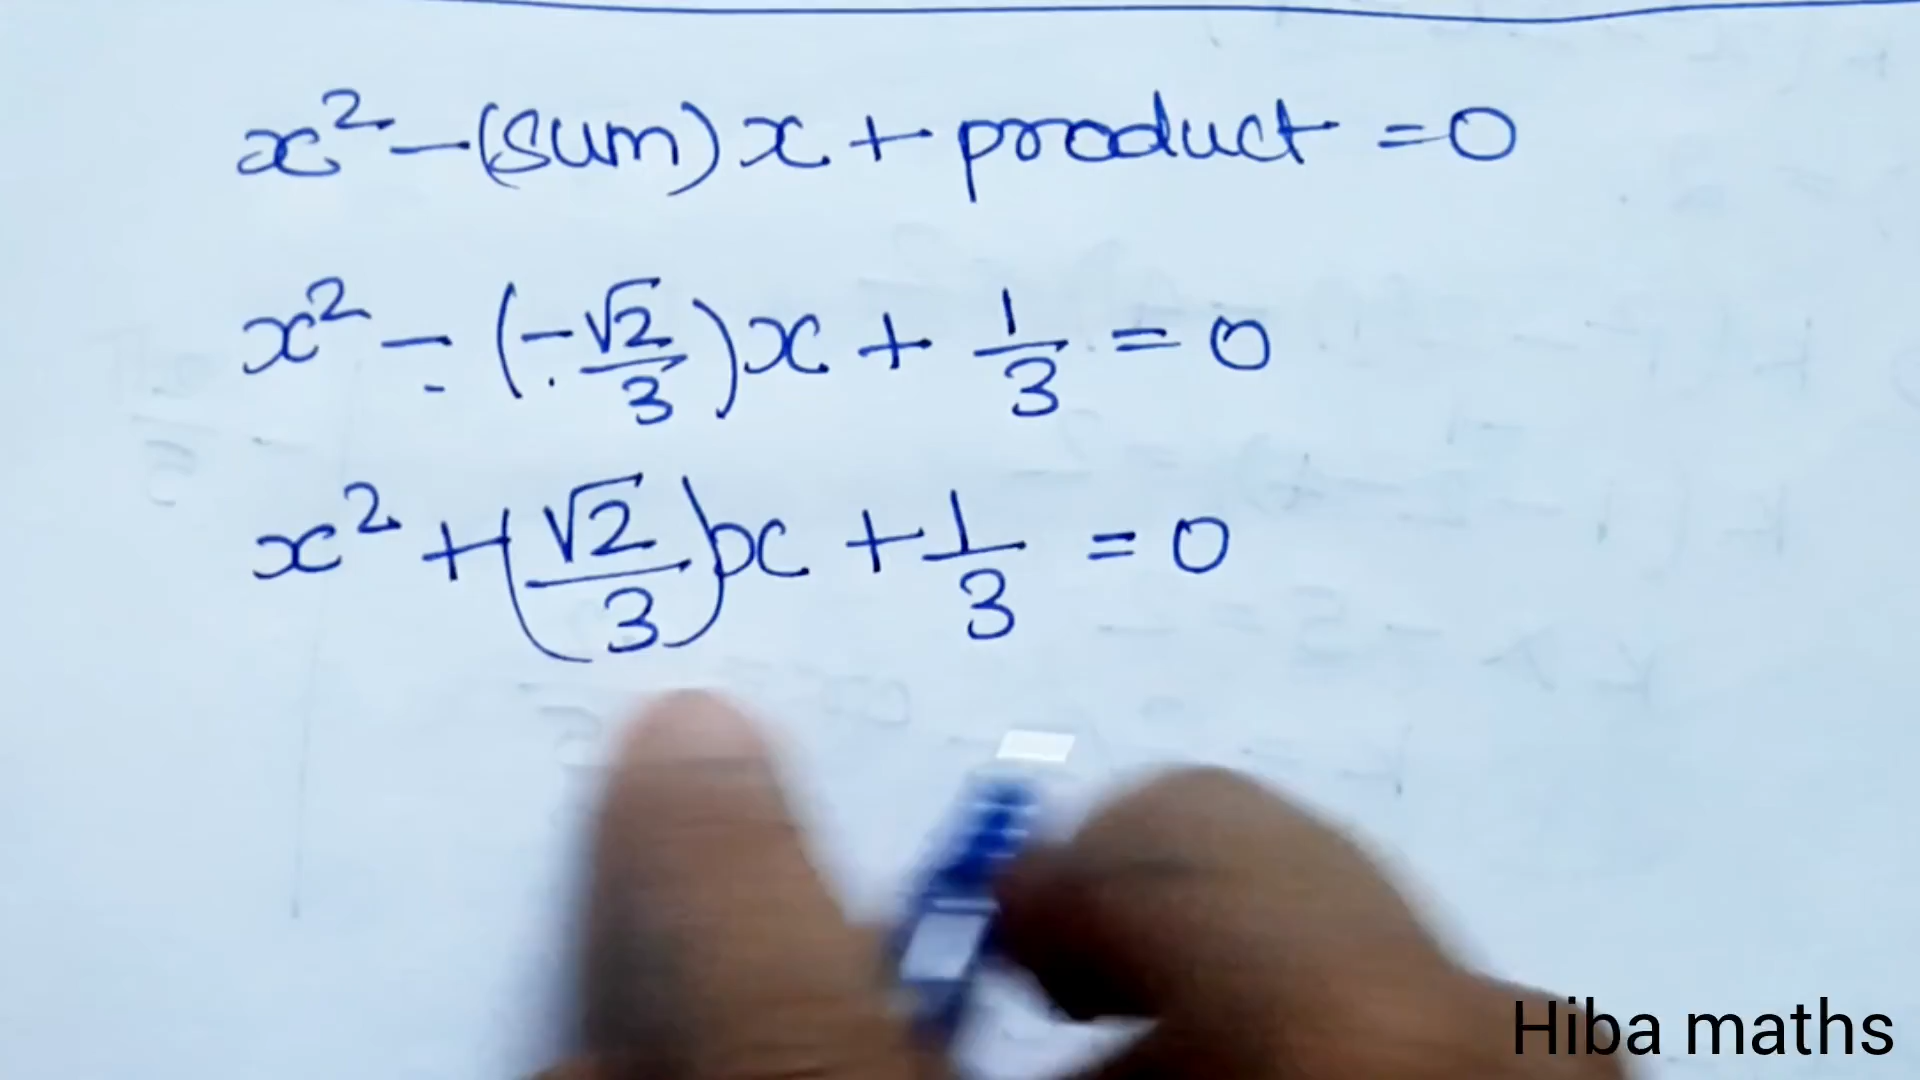 x² - (sum) x + product = 0
x² - (-√2/3) x + 1/3 = 0
x² + (√2/3) x + 1/3 = 0
Hiba maths